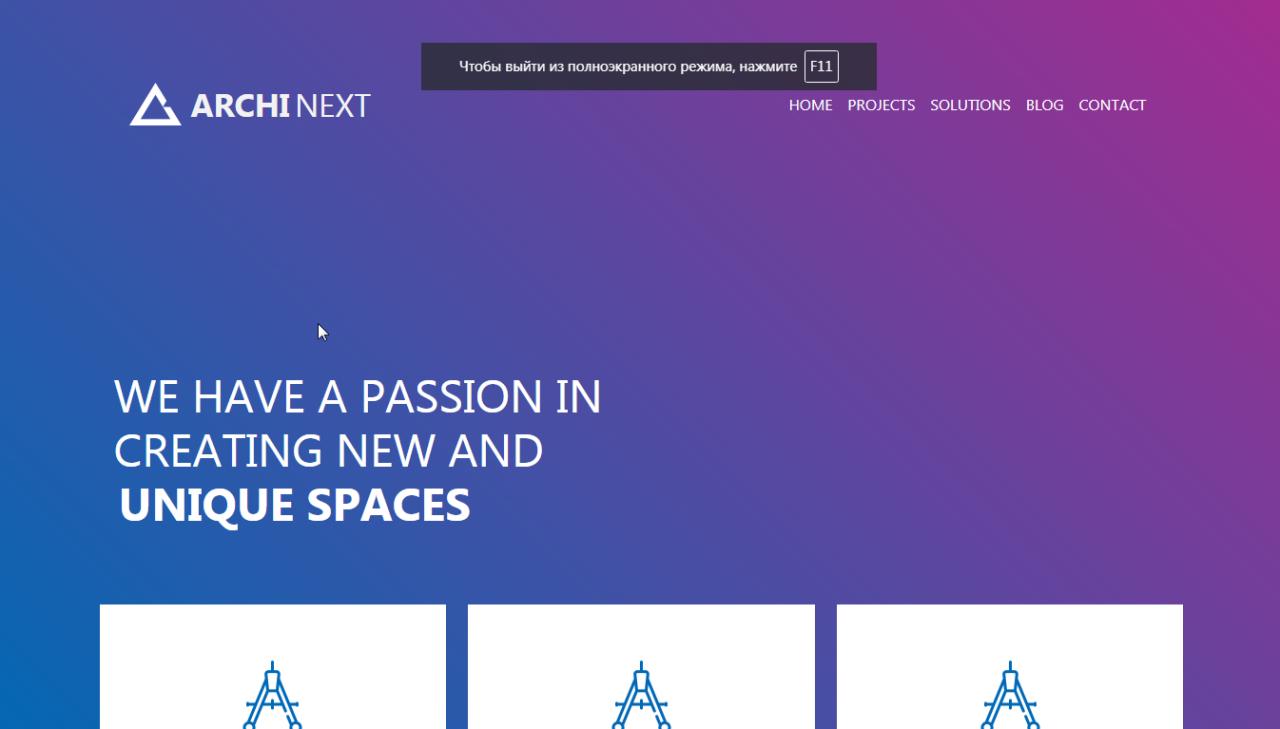 Чтобы выйти из полноэкранного режима, нажмите F11
ARCHI NEXT
HOME PROJECTS SOLUTIONS BLOG CONTACT
WE HAVE A PASSION IN
CREATING NEW AND
UNIQUE SPACES